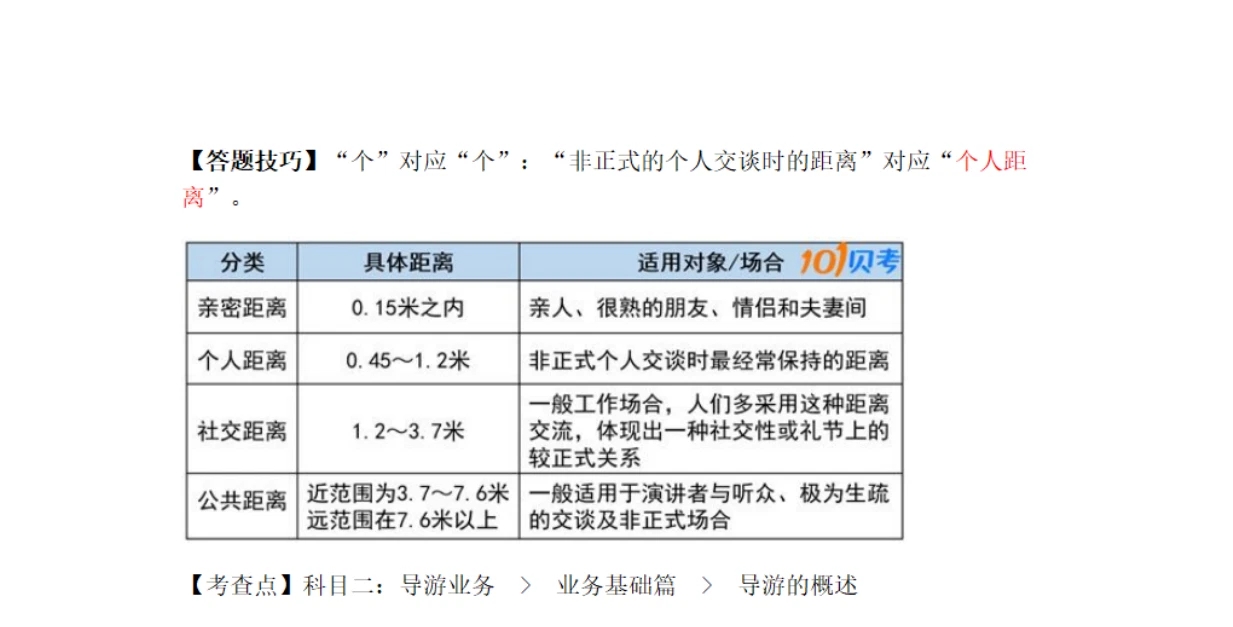 【答题技巧】“个”对应“个”：“非正式的个人交谈时的距离”对应“个人距
离”。
分类 具体距离 适用对象/场合 101贝考
亲密距离 0.15米之内 亲人、很熟的朋友、情侣和夫妻间
个人距离 0.45～1.2米 非正式个人交谈时最经常保持的距离
社交距离 1.2～3.7米 一般工作场合，人们多采用这种距离
交流，体现出一种社交性或礼节上的
较正式关系
公共距离 近范围为3.7～7.6米 一般适用于演讲者与听众、极为生疏
远范围在7.6米以上 的交谈及非正式场合
【考查点】科目二：导游业务 > 业务基础篇 > 导游的概述